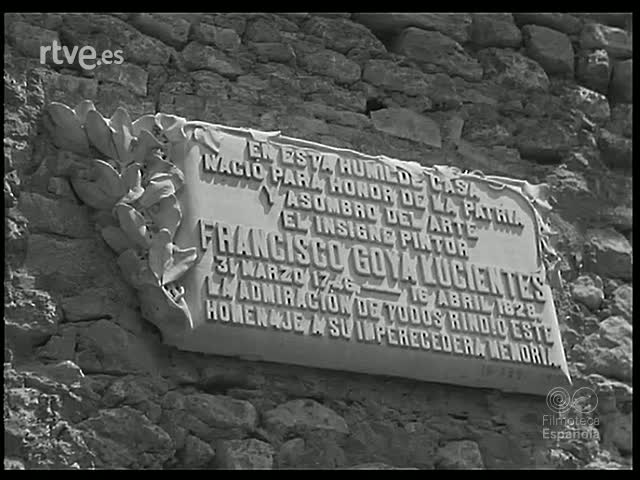 rtve.es
EN ESTA HUMILDE CASA
NACIÓ PARA HONOR DE LA PATRIA
Y ASOMBRO DEL ARTE
EL INSIGNE PINTOR
FRANCISCO GOYA LUCIENTES
31 MARZO 1746 — 16 ABRIL 1828
LA ADMIRACIÓN DE TODOS RINDIO ESTE
HOMENAJE A SU IMPERECEDERA MEMORIA
Filmoteca
Española